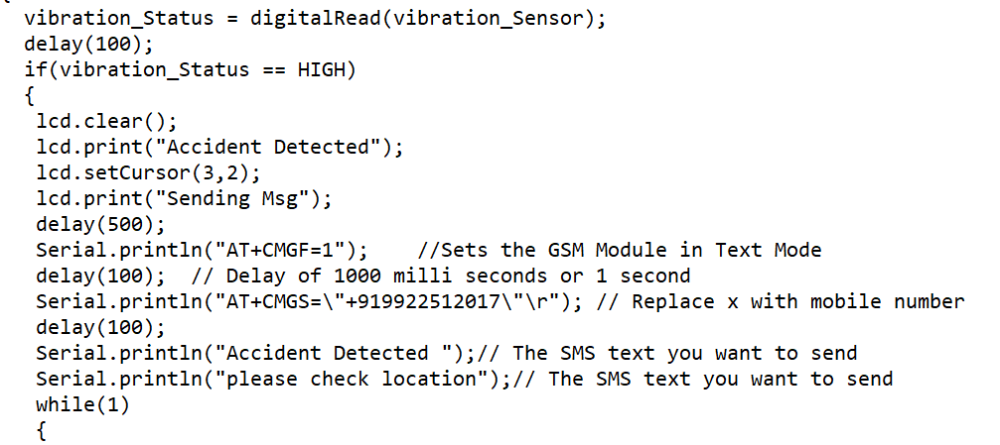 vibration_Status = digitalRead(vibration_Sensor);
delay(100);
if(vibration_Status == HIGH)
{
lcd.clear();
lcd.print("Accident Detected");
lcd.setCursor(3,2);
lcd.print("Sending Msg");
delay(500);
Serial.println("AT+CMGF=1");    //Sets the GSM Module in Text Mode
delay(100);  // Delay of 1000 milli seconds or 1 second
Serial.println("AT+CMGS=\"+919922512017\"\r"); // Replace x with mobile number
delay(100);
Serial.println("Accident Detected ");// The SMS text you want to send
Serial.println("please check location");// The SMS text you want to send
while(1)
{